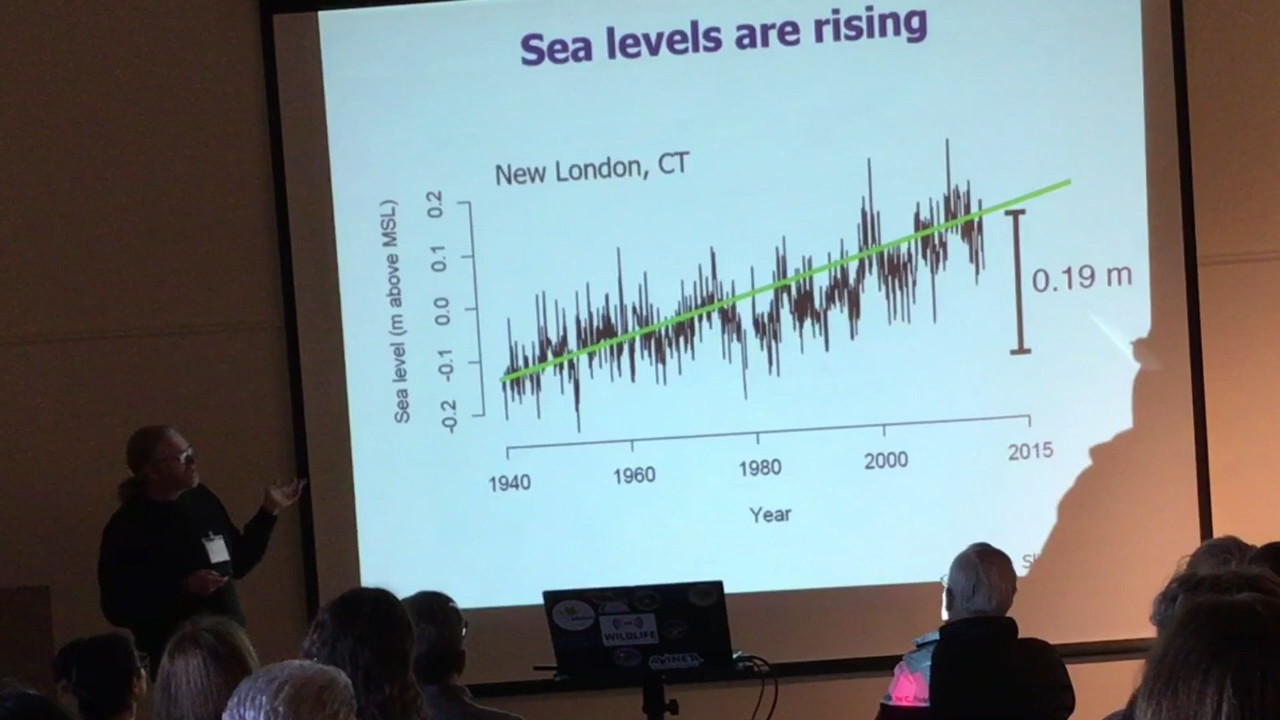 Sea levels are rising
New London, CT
Sea level (m above MSL)
0.2
0.1
0.0
-0.1
-0.2
0.19 m
1940
1960
1980
2000
2015
Year
WILDLIFE
AVINET